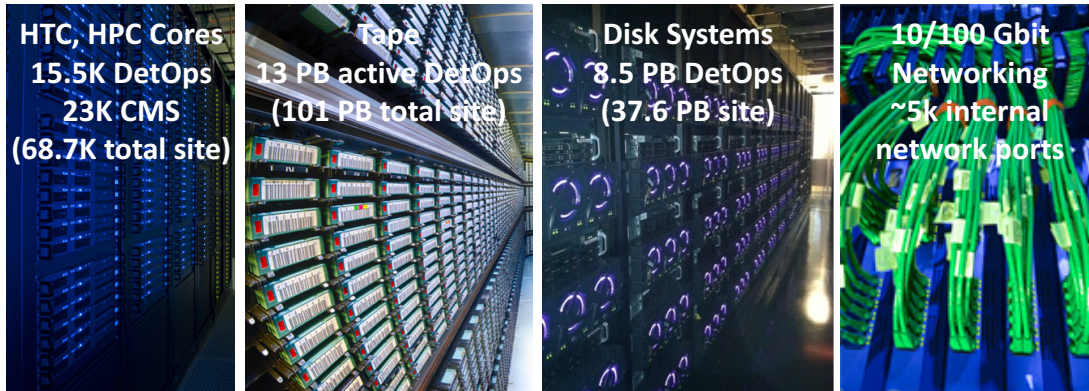 HTC, HPC Cores
15.5K DetOps
23K CMS
(68.7K total site)
Tape
13 PB active DetOps
(101 PB total site)
Disk Systems
8.5 PB DetOps
(37.6 PB site)
10/100 Gbit
Networking
~5k internal
network ports